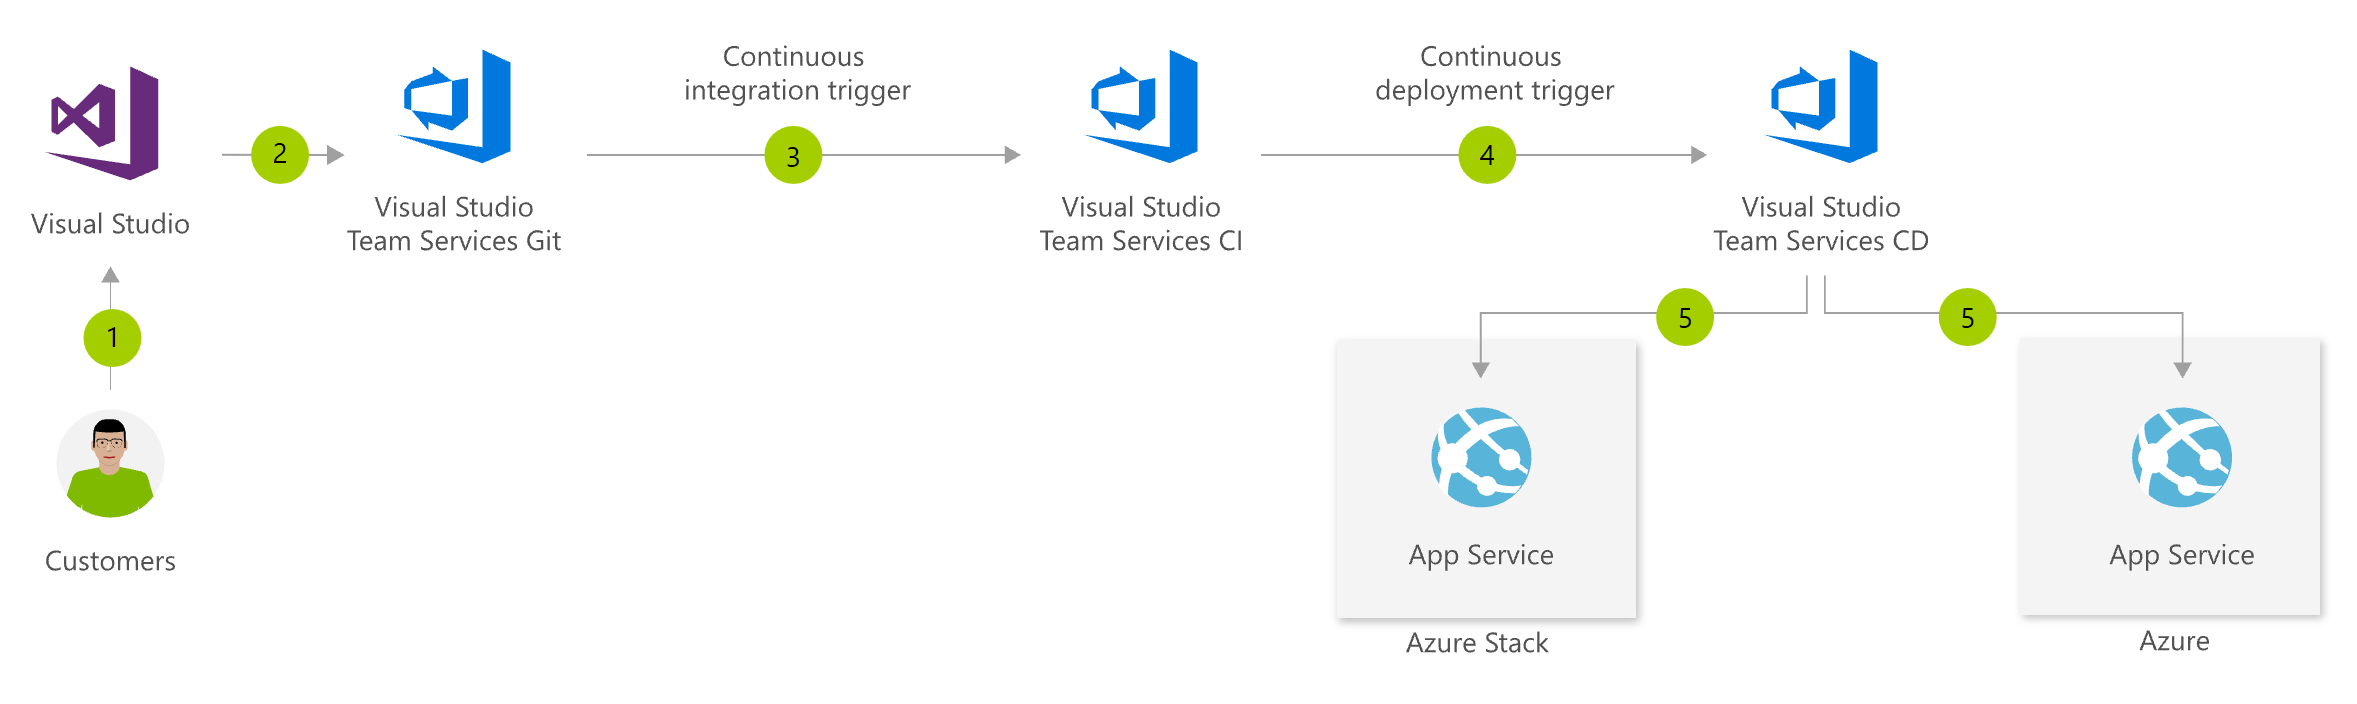 Visual Studio
2
Visual Studio
Team Services Git
Continuous
integration trigger
3
Visual Studio
Team Services CI
Continuous
deployment trigger
4
Visual Studio
Team Services CD
1
Customers
5
5
App Service
Azure Stack
App Service
Azure